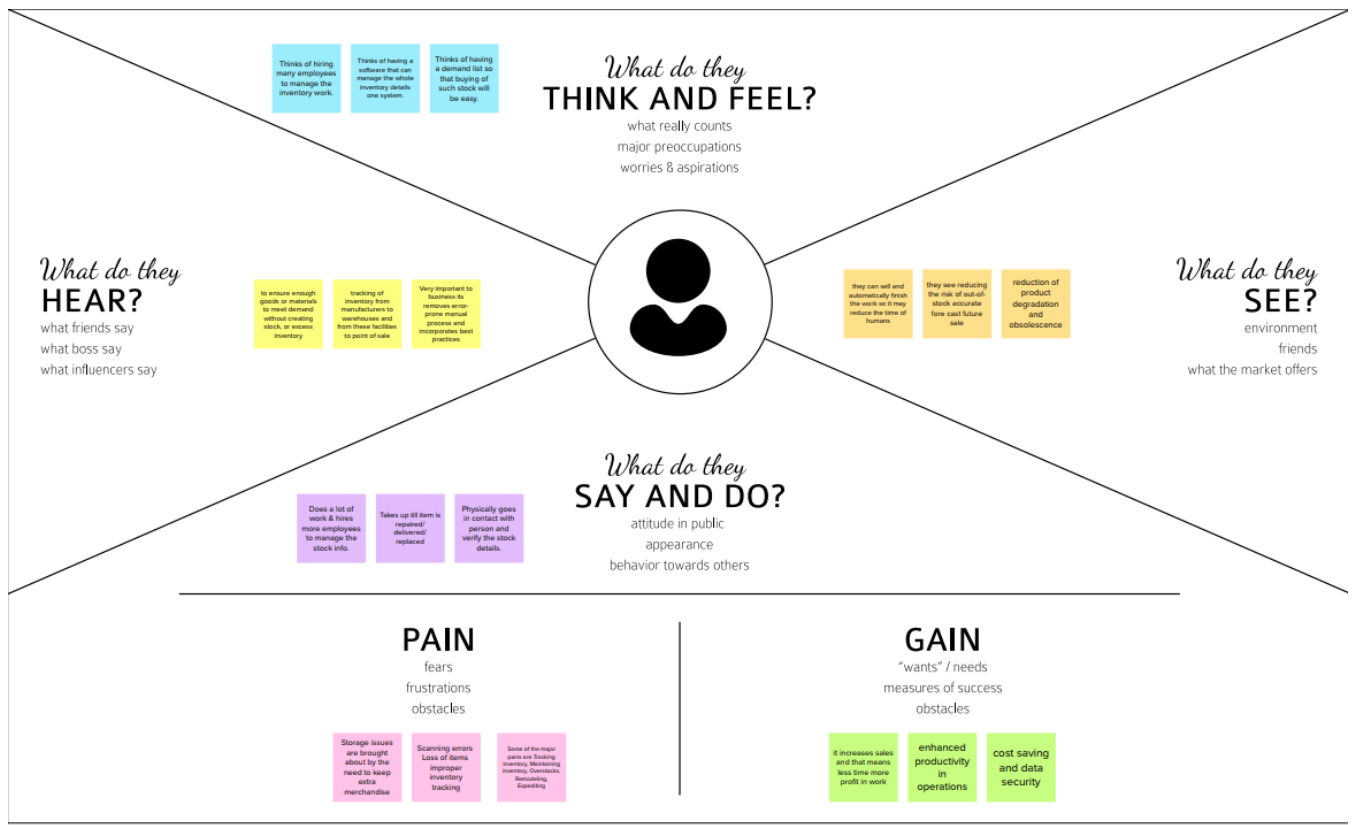 Thinks of hiring
many employees
to manage the
inventory work.
Thinks of having a
software that can
manage the whole
inventory details
one system.
Thinks of having
a demand list so
that buying of
such stock will
be easy.
What do they
THINK AND FEEL?
what really counts
major preoccupations
worries & aspirations
What do they
HEAR?
what friends say
what boss say
what influencers say
to ensure enough
goods or materials
to meet demand
without creating
stock, or excess
inventory
tracking of
inventory from
manufacturers to
warehouses and
from these facilities
to point of sale
Very important to
business its
removes error-
prone manual
process and
incorporates best
practices
they can sell and
automatically finish
the work so it may
reduce the time of
humans
they see reducing
the risk of out-of-
stock accurate
fore cast future
sale
reduction of
product
degradation
and
obsolescence
What do they
SEE?
environment
friends
what the market offers
What do they
SAY AND DO?
attitude in public
appearance
behavior towards others
Does a lot of
work & hires
more employees
to manage the
stock info.
Takes up till item is
repaired/
delivered/
replaced
Physically goes
in contact with
person and
verify the stock
details.
PAIN
fears
frustrations
obstacles
Storage issues
are brought
about by the
need to keep
extra
merchandise
Scanning errors
Loss of items
improper
inventory
tracking
Some of the major
pains are Tracking
inventory, Maintaining
inventory, Overstocks,
Remodeling,
Expediting
GAIN
"wants" / needs
measures of success
obstacles
it increases sales
and that means
less time more
profit in work
enhanced
productivity
in
operations
cost saving
and data
security